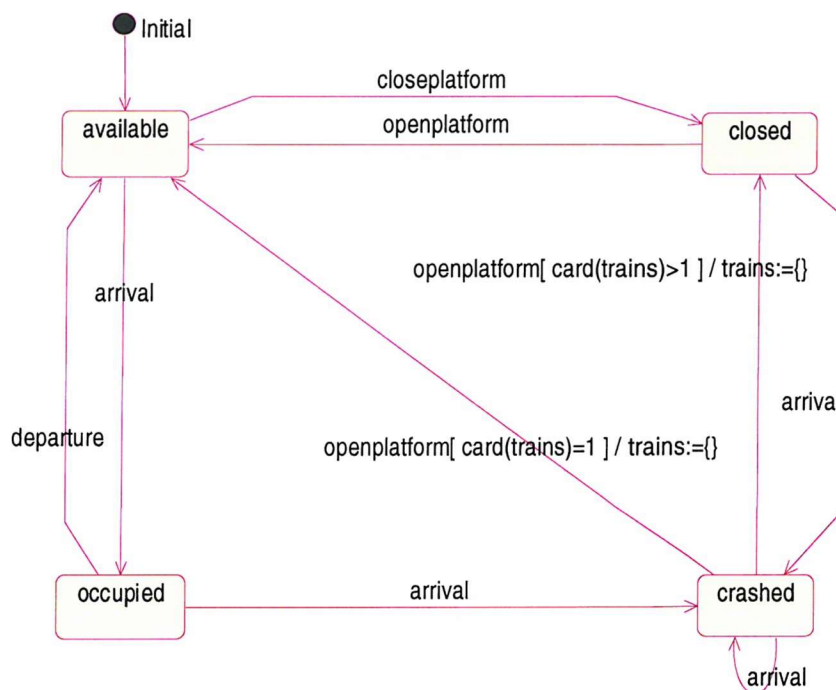 Initial
closeplatform
available
openplatform
closed
openplatform[ card(trains)>1 ] / trains:={}
arrival
arrival
departure
openplatform[ card(trains)=1 ] / trains:={}
occupied
arrival
crashed
arrival